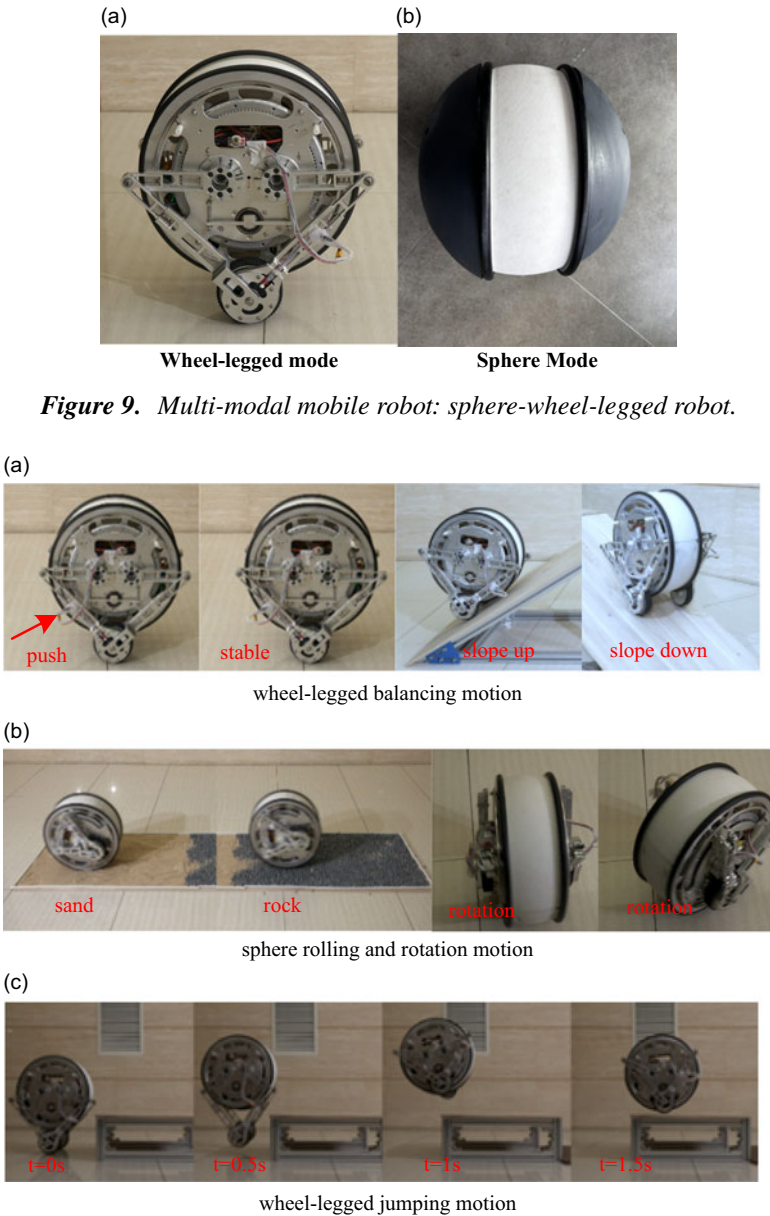 (a)
(b)
Wheel-legged mode
Sphere Mode
Figure 9. Multi-modal mobile robot: sphere-wheel-legged robot.
(a)
push
stable
slope up
slope down
wheel-legged balancing motion
(b)
sand
rock
rotation
rotation
sphere rolling and rotation motion
(c)
t=0s
t=0.5s
t=1s
t=1.5s
wheel-legged jumping motion